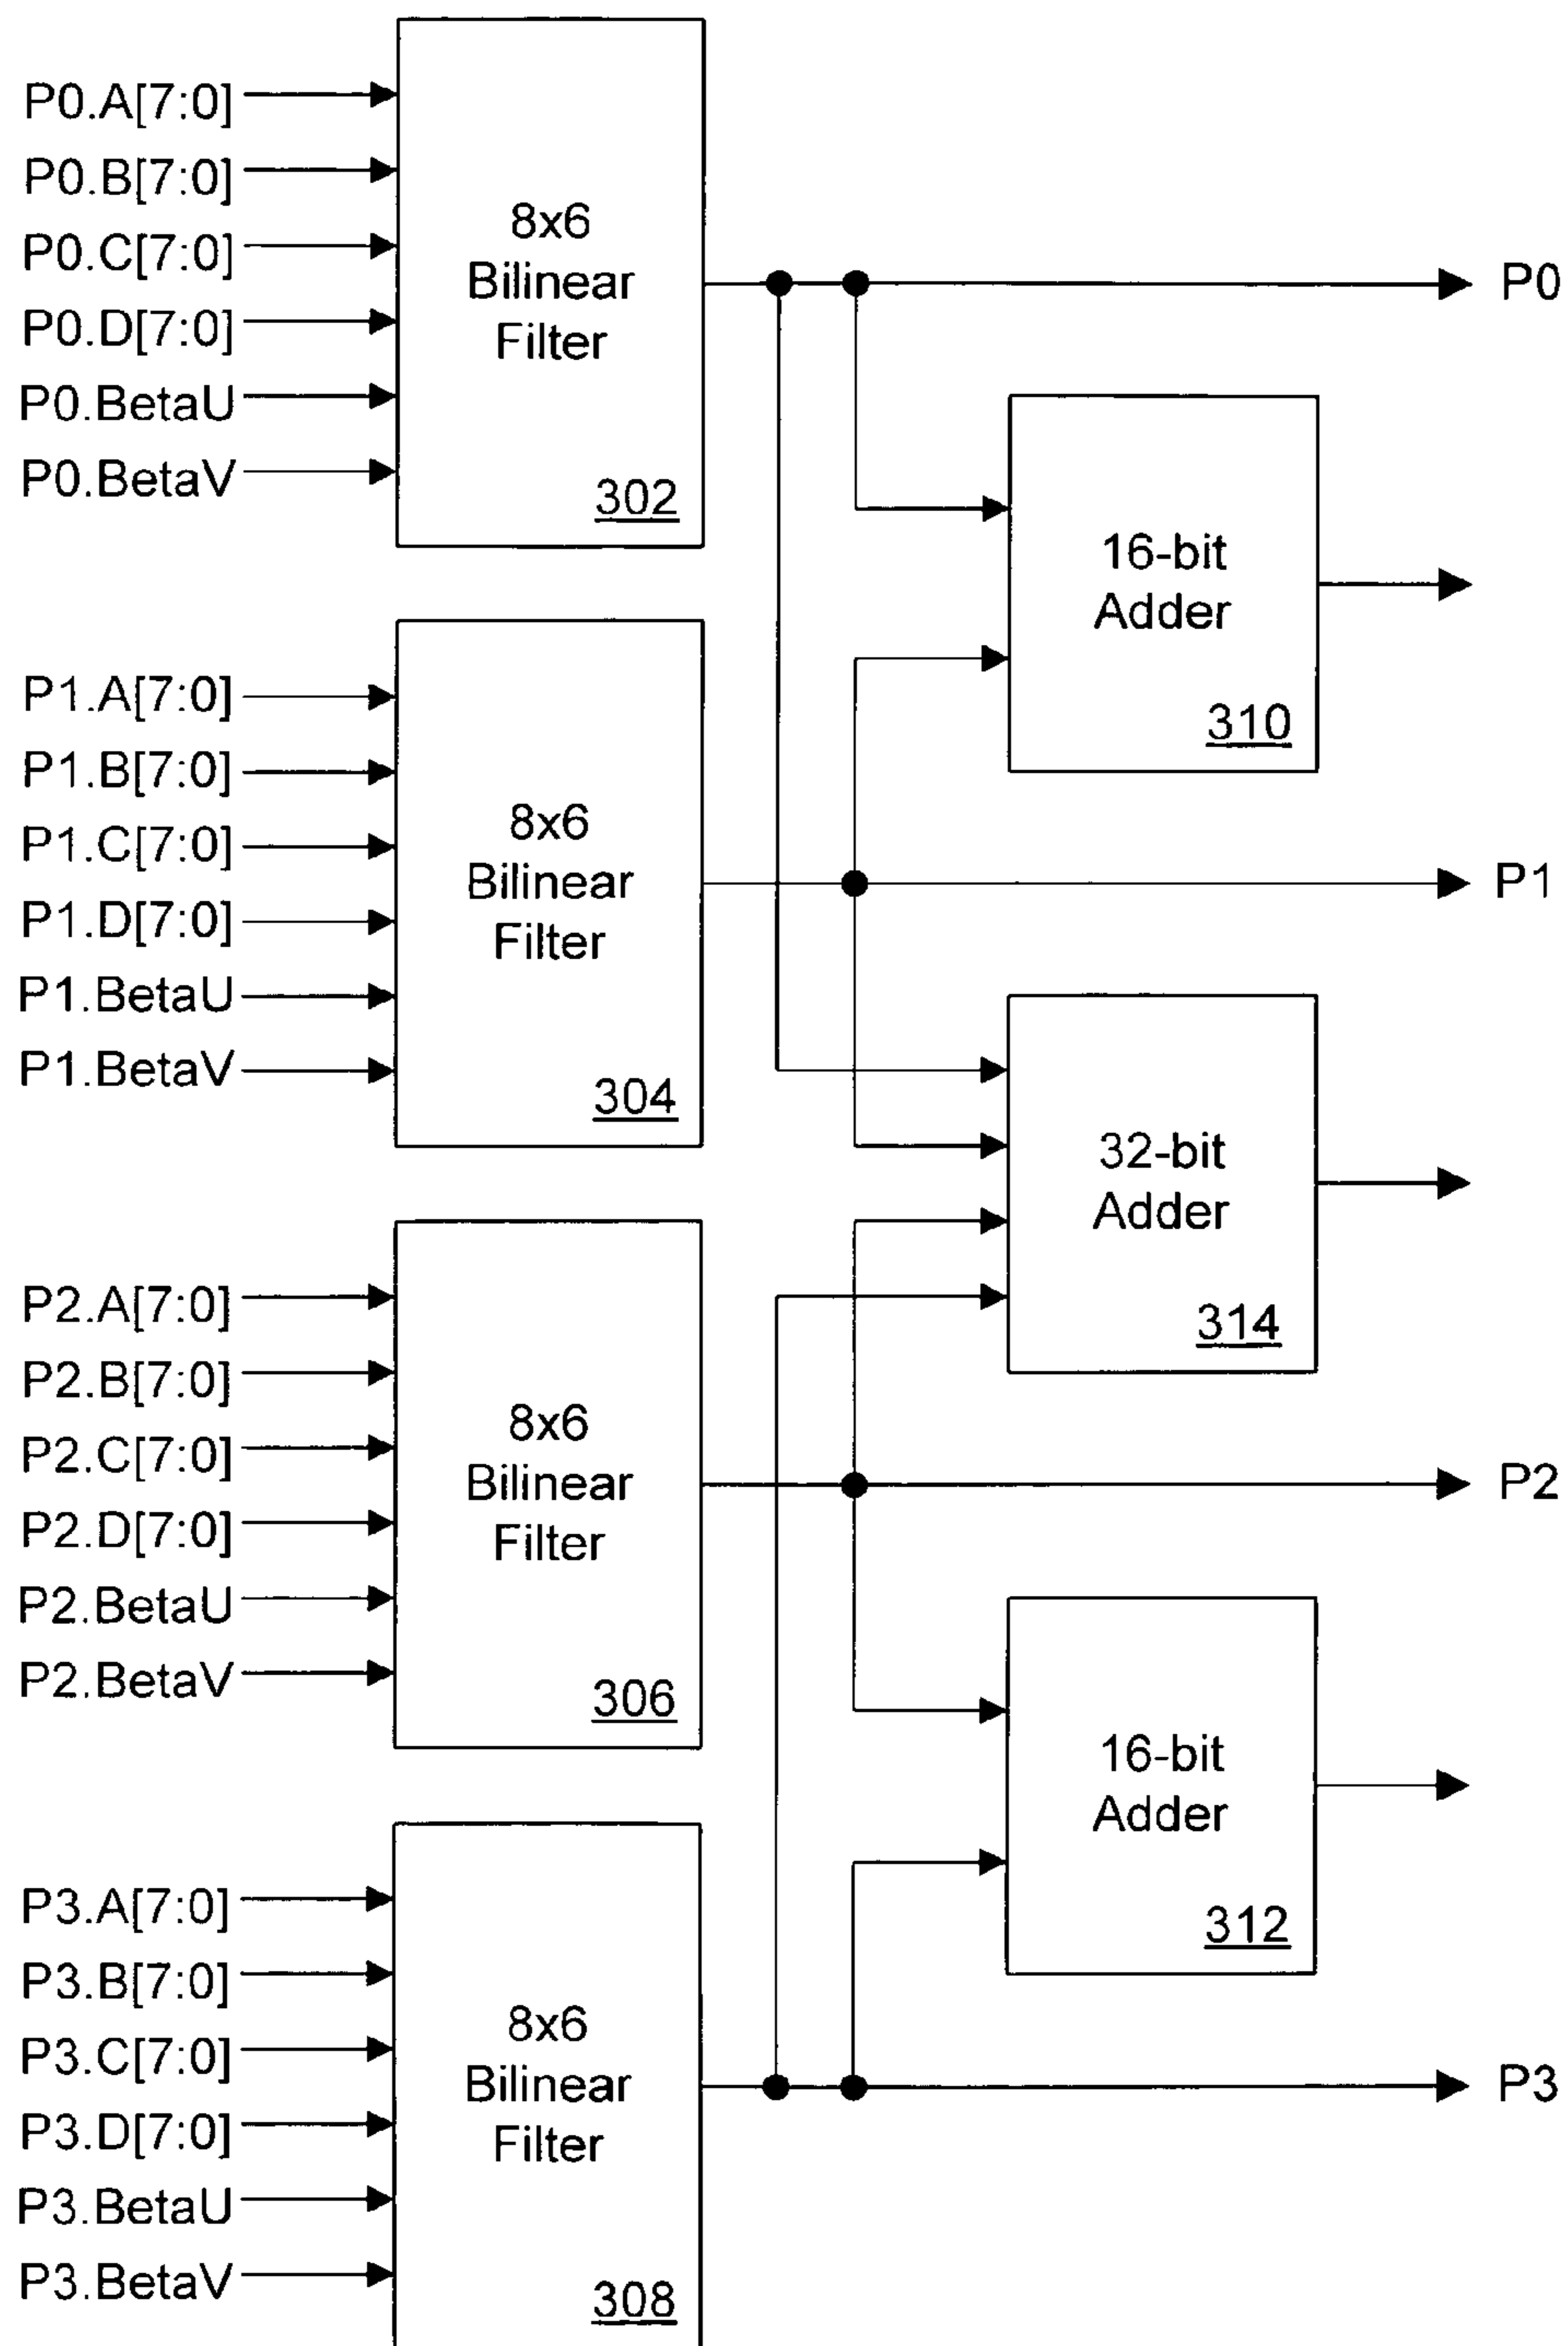 P0.A[7:0]
P0.B[7:0]
P0.C[7:0]
P0.D[7:0]
P0.BetaU
P0.BetaV
8x6
Bilinear
Filter
302
P0
16-bit
Adder
310
P1.A[7:0]
P1.B[7:0]
P1.C[7:0]
P1.D[7:0]
P1.BetaU
P1.BetaV
8x6
Bilinear
Filter
304
P1
32-bit
Adder
314
P2.A[7:0]
P2.B[7:0]
P2.C[7:0]
P2.D[7:0]
P2.BetaU
P2.BetaV
8x6
Bilinear
Filter
306
P2
16-bit
Adder
312
P3.A[7:0]
P3.B[7:0]
P3.C[7:0]
P3.D[7:0]
P3.BetaU
P3.BetaV
8x6
Bilinear
Filter
308
P3